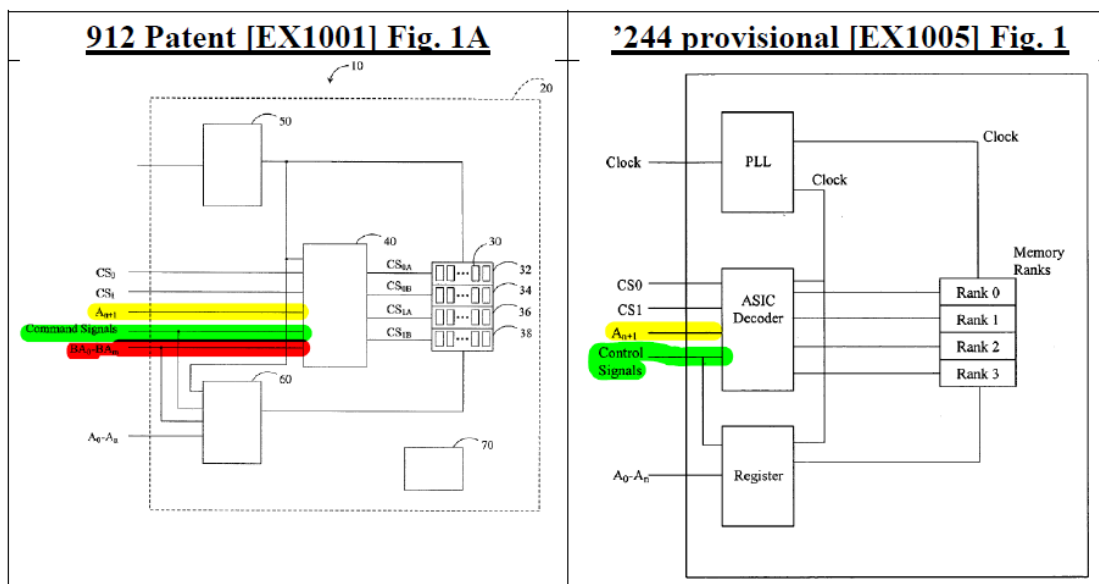 912 Patent [EX1001] Fig. 1A
10
20
50
40
30
CS₀
CS₁
Aₙ₊₁
Command Signals
BA₀-BAₘ
CS₀A
CS₀B
CS₁A
CS₁B
32
34
36
38
60
A₀-Aₙ
70
'244 provisional [EX1005] Fig. 1
Clock
PLL
Clock
Clock
CS0
CS1
Aₙ₊₁
Control
Signals
ASIC
Decoder
Memory
Ranks
Rank 0
Rank 1
Rank 2
Rank 3
A₀-Aₙ
Register